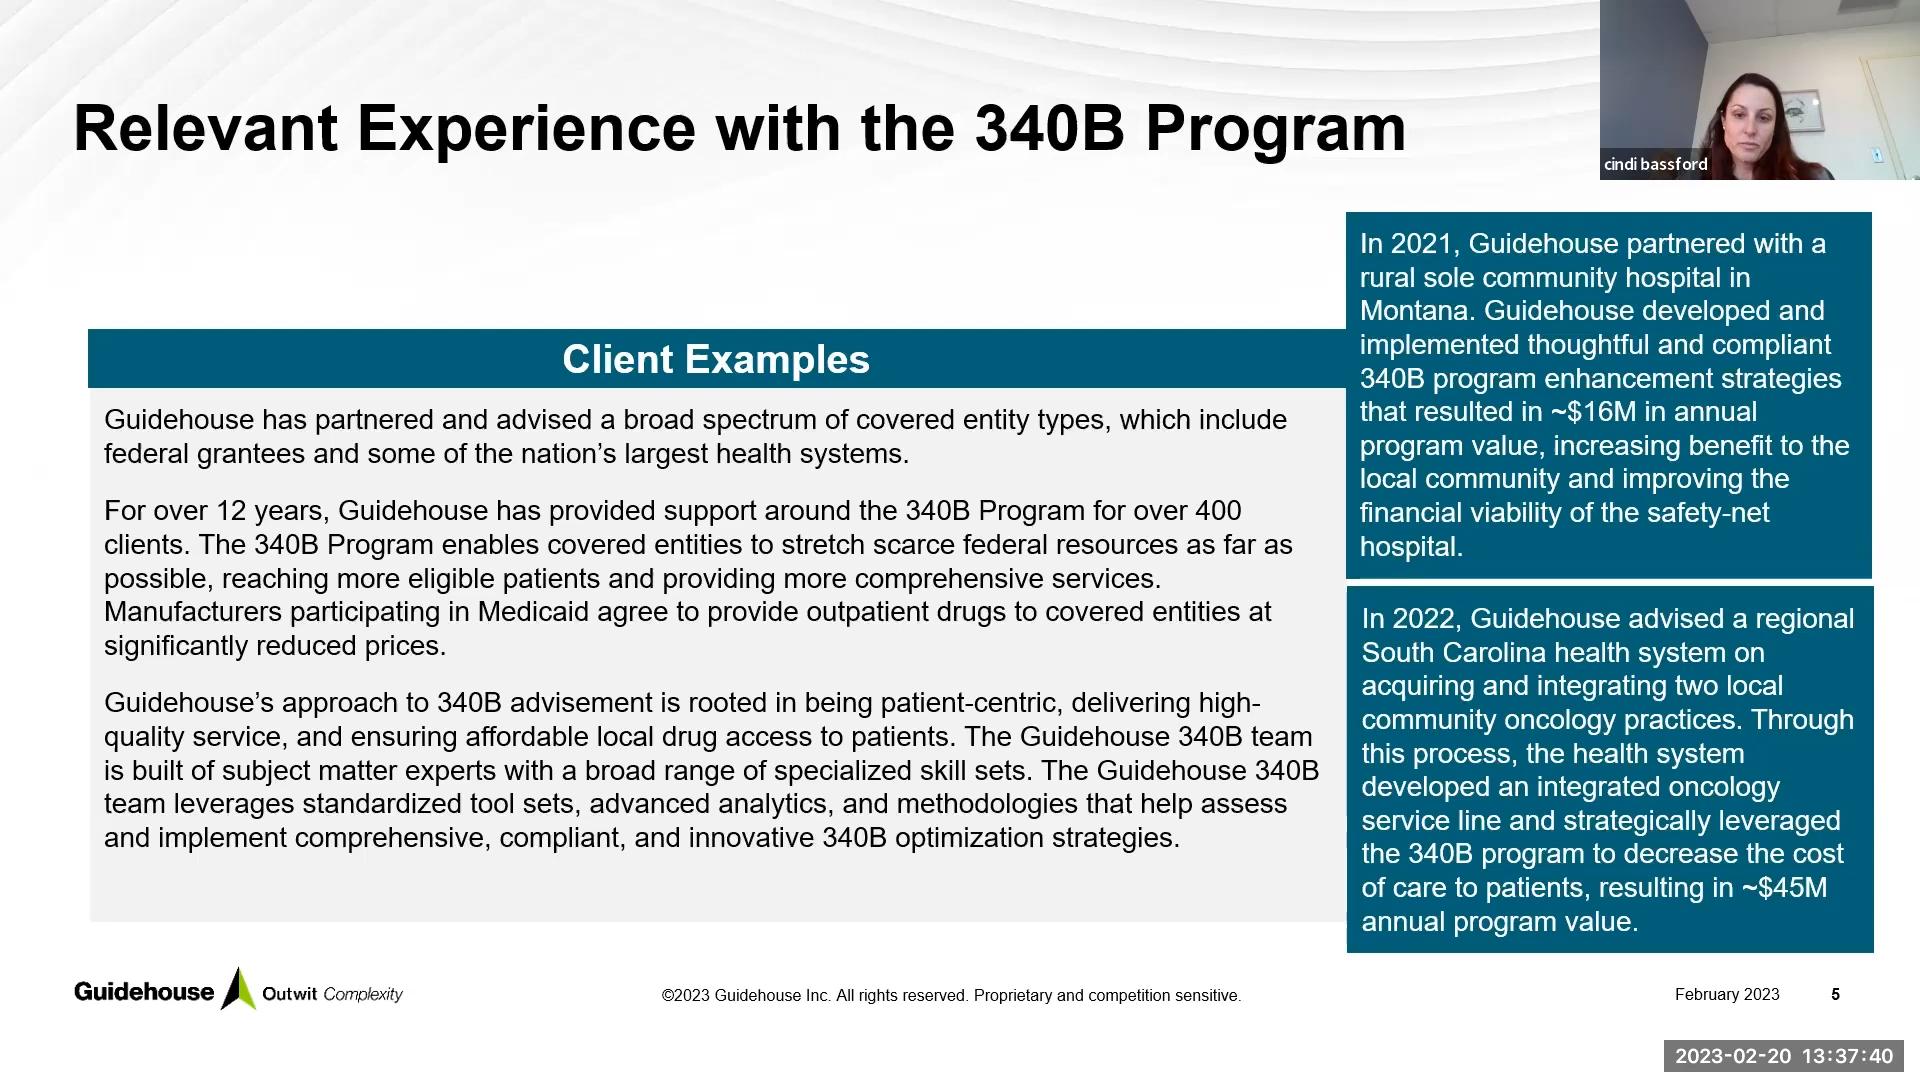 Relevant Experience with the 340B Program
cindi bassford
Client Examples
Guidehouse has partnered and advised a broad spectrum of covered entity types, which include
federal grantees and some of the nation’s largest health systems.
For over 12 years, Guidehouse has provided support around the 340B Program for over 400
clients. The 340B Program enables covered entities to stretch scarce federal resources as far as
possible, reaching more eligible patients and providing more comprehensive services.
Manufacturers participating in Medicaid agree to provide outpatient drugs to covered entities at
significantly reduced prices.
Guidehouse’s approach to 340B advisement is rooted in being patient-centric, delivering high-
quality service, and ensuring affordable local drug access to patients. The Guidehouse 340B team
is built of subject matter experts with a broad range of specialized skill sets. The Guidehouse 340B
team leverages standardized tool sets, advanced analytics, and methodologies that help assess
and implement comprehensive, compliant, and innovative 340B optimization strategies.
In 2021, Guidehouse partnered with a
rural sole community hospital in
Montana. Guidehouse developed and
implemented thoughtful and compliant
340B program enhancement strategies
that resulted in ~$16M in annual
program value, increasing benefit to the
local community and improving the
financial viability of the safety-net
hospital.
In 2022, Guidehouse advised a regional
South Carolina health system on
acquiring and integrating two local
community oncology practices. Through
this process, the health system
developed an integrated oncology
service line and strategically leveraged
the 340B program to decrease the cost
of care to patients, resulting in ~$45M
annual program value.
Guidehouse Outwit Complexity
©2023 Guidehouse Inc. All rights reserved. Proprietary and competition sensitive.
February 2023 5
2023-02-20 13:37:40